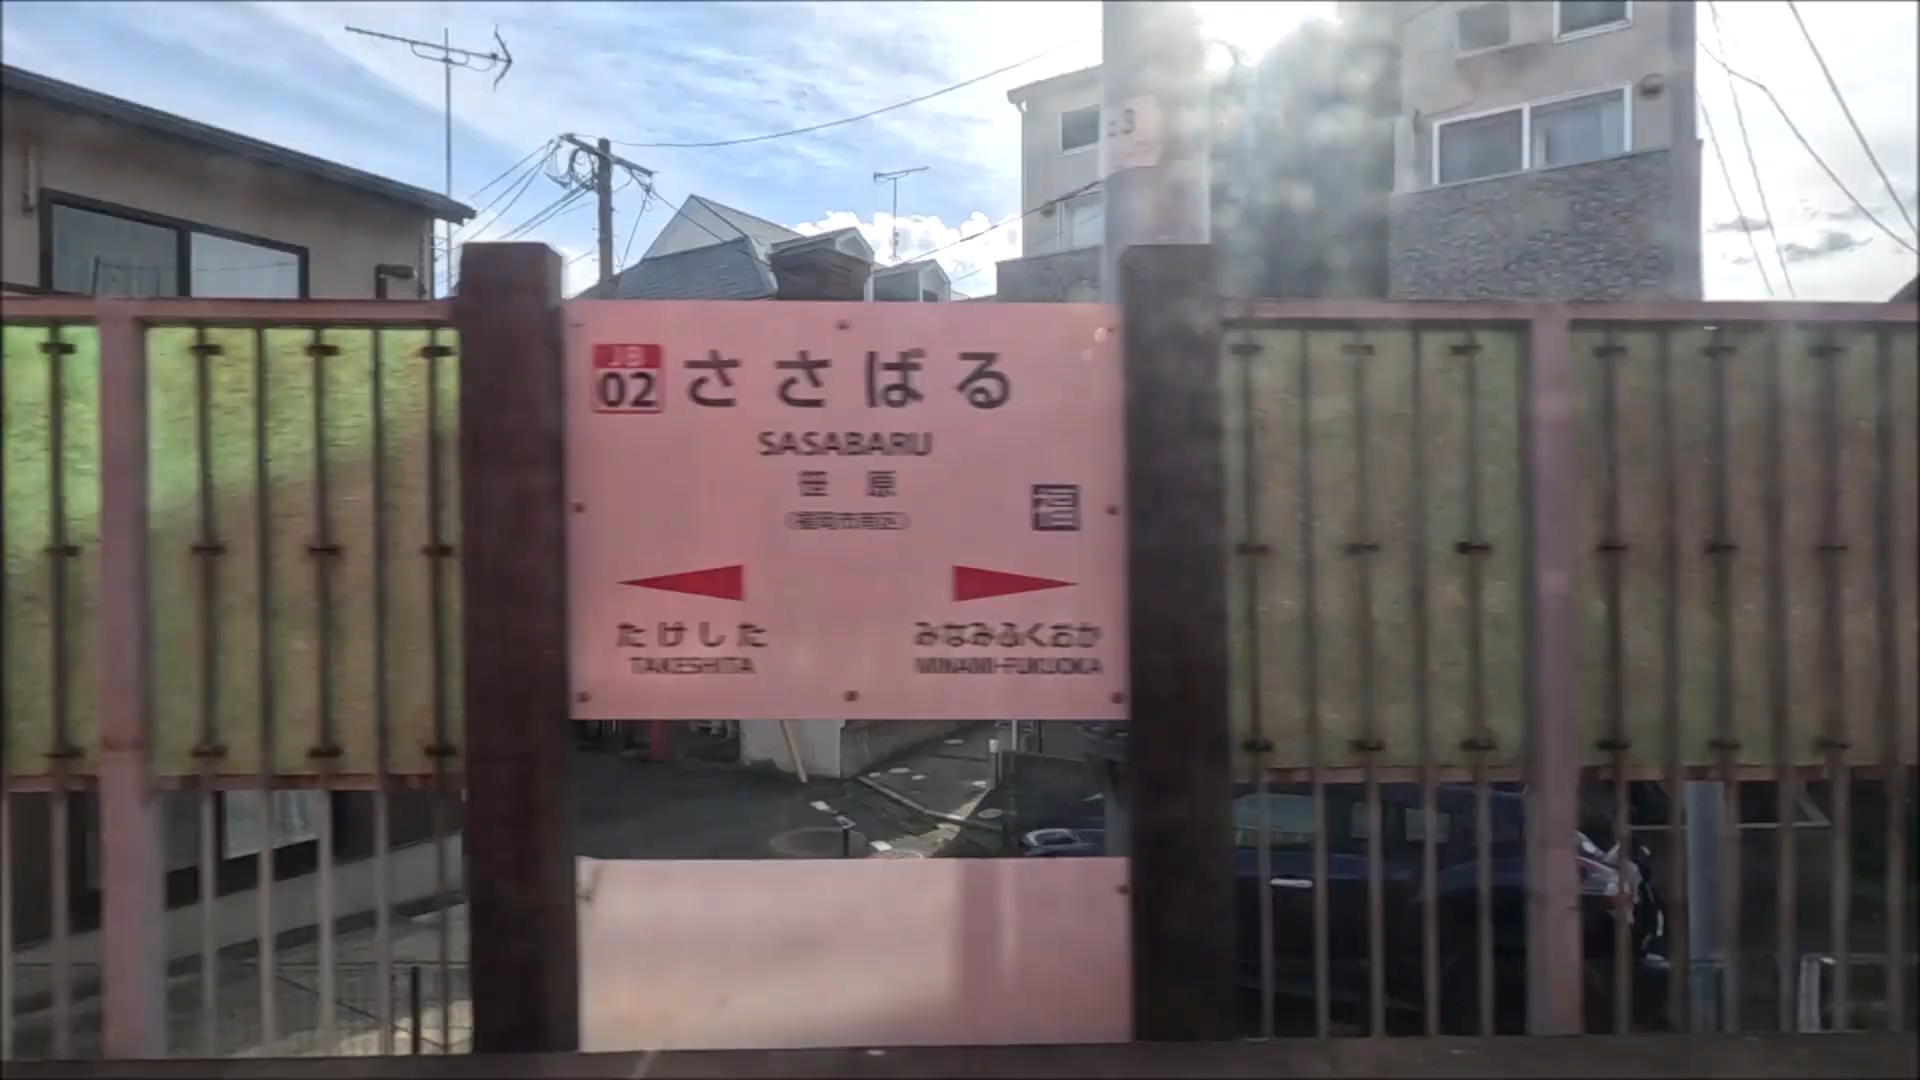 JB
02
ささばる
SASABARU
笹 原
(福岡市南区)
福
たけした
みなみふくおか
TAKESHITA
MINAMI-FUKUOKA